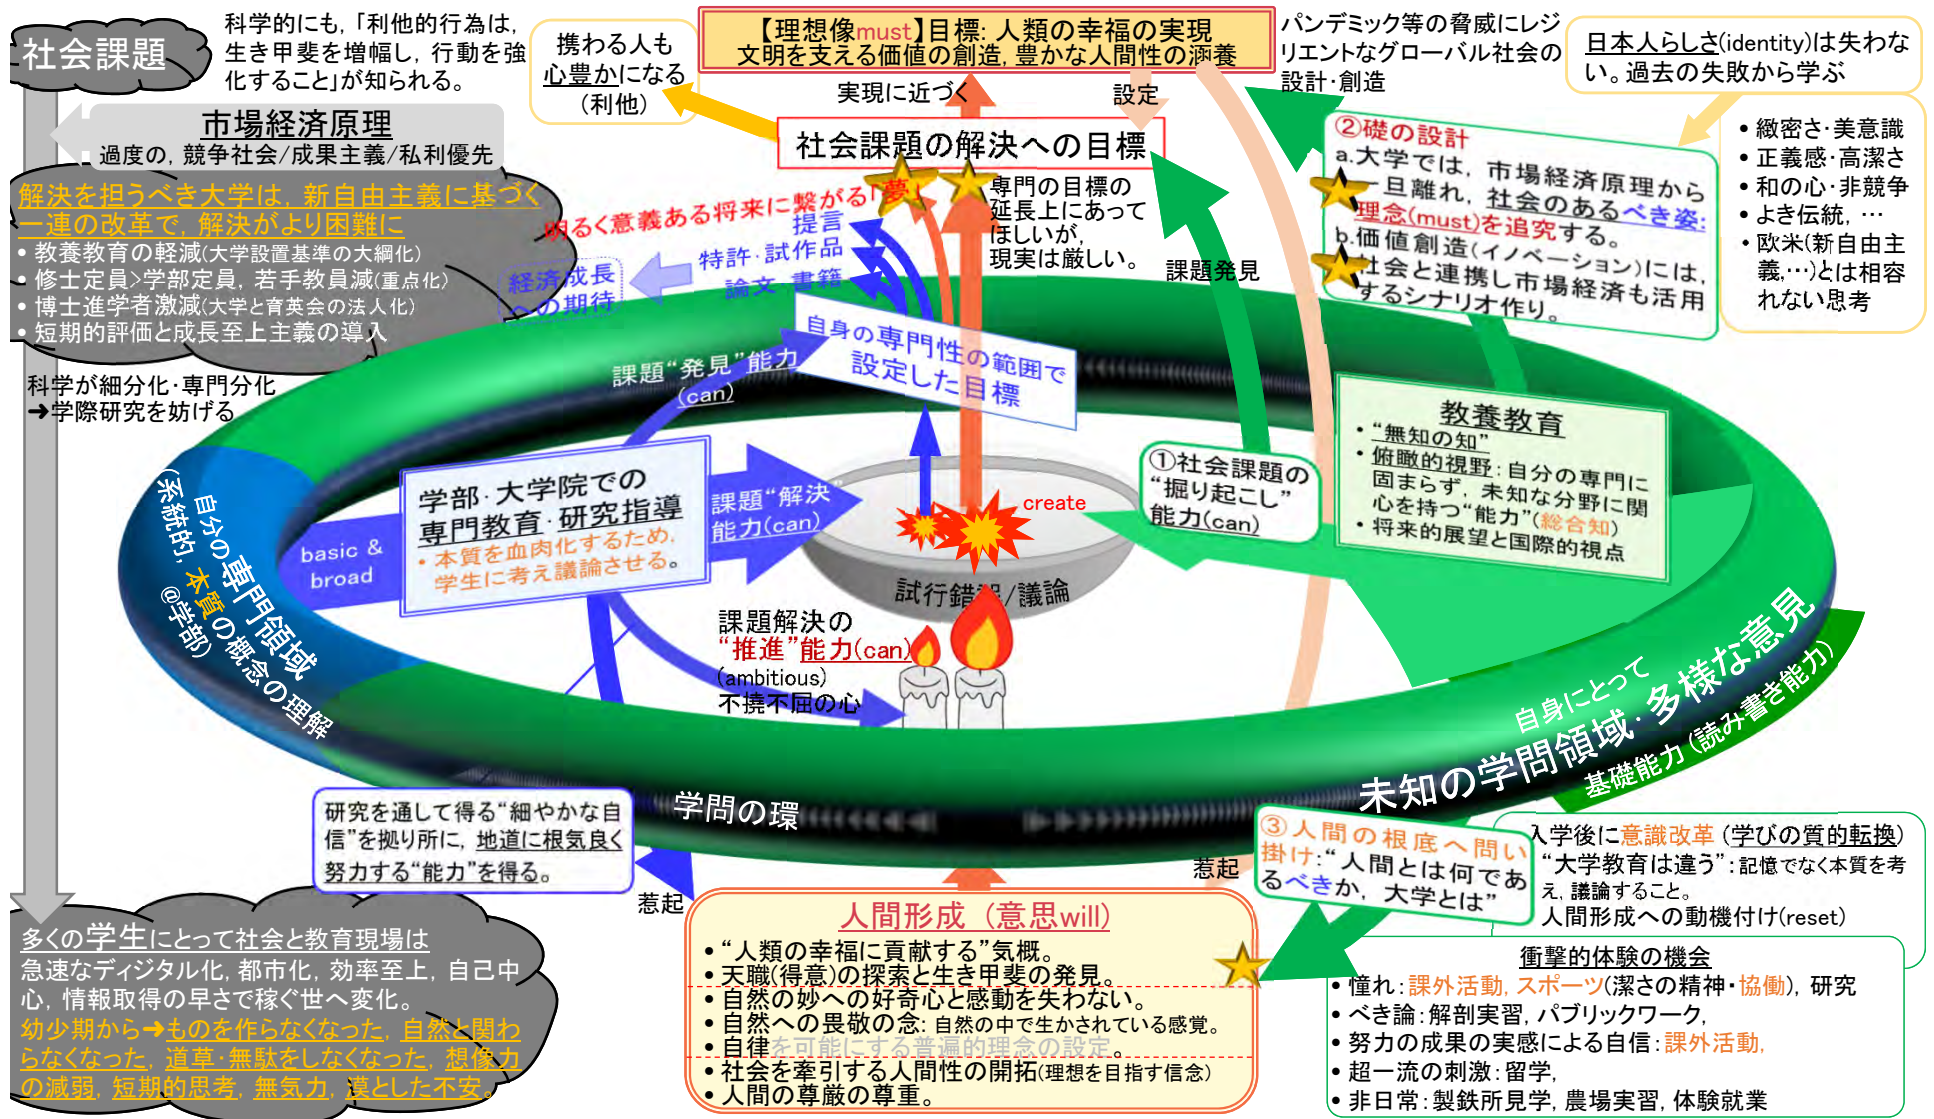 社会課題
科学的にも,「利他的行為は,
生き甲斐を増幅し, 行動を強
化すること」が知られる。
携わる人も
心豊かになる
(利他)
【理想像must】目標: 人類の幸福の実現
文明を支える価値の創造, 豊かな人間性の涵養
パンデミック等の脅威にレジ
リエントなグローバル社会の
設計・創造
日本人らしさ(identity)は失わな
い。過去の失敗から学ぶ
市場経済原理
過度の, 競争社会/成果主義/私利優先
実現に近づく
設定
社会課題の解決への目標
解決を担うべき大学は, 新自由主義に基づく
一連の改革で, 解決がより困難に
• 教養教育の軽減(大学設置基準の大綱化)
• 修士定員>学部定員, 若手教員減(重点化)
• 博士進学者激減(大学と育英会の法人化)
• 短期的評価と成長至上主義の導入
明るく意義ある将来に繋がる「夢」
提言
特許・試作品
論文・書籍
経済成長
への期待
専門の目標の
延長上にあって
ほしいが,
現実は厳しい。
課題発見
②礎の設計
a.大学では, 市場経済原理から
一旦離れ, 社会のあるべき姿:
理念(must)を追究する。
b.価値創造(イノベーション)には,
社会と連携し市場経済も活用
するシナリオ作り。
• 緻密さ・美意識
• 正義感・高潔さ
• 和の心・非競争
• よき伝統, …
• 欧米(新自由主
義,…)とは相容
れない思考
科学が細分化・専門分化
➔学際研究を妨げる
課題“発見”能力
(can)
自身の専門性の範囲で
設定した目標
教養教育
• “無知の知”
• 俯瞰的視野: 自分の専門に
固まらず, 未知な分野に関
心を持つ“能力”(総合知)
• 将来的展望と国際的視点
①社会課題の
“掘り起こし”
能力(can)
自分の専門領域
(系統的, 本質の概念の理解
@学部)
basic &
broad
学部・大学院での
専門教育・研究指導
• 本質を血肉化するため,
学生に考え議論させる。
課題“解決”
能力(can)
create
試行錯誤/議論
課題解決の
“推進”能力(can)
(ambitious)
不撓不屈の心
自身にとって
未知の学問領域・多様な意見
基礎能力(読み書き能力)
学問の環
研究を通して得る“細やかな自
信”を拠り所に, 地道に根気良く
努力する“能力”を得る。
惹起
惹起
③人間の根底へ問い
掛け:“人間とは何であ
るべきか, 大学とは”
入学後に意識改革 (学びの質的転換)
“大学教育は違う”: 記憶でなく本質を考
え, 議論すること。
人間形成への動機付け(reset)
多くの学生にとって社会と教育現場は
急速なディジタル化, 都市化, 効率至上, 自己中
心, 情報取得の早さで稼ぐ世へ変化。
幼少期から➔ものを作らなくなった, 自然と関わ
らなくなった, 道草・無駄をしなくなった, 想像力
の減弱, 短期的思考, 無気力, 漠とした不安。
人間形成 (意思will)
• “人類の幸福に貢献する”気概。
• 天職(得意)の探索と生き甲斐の発見。
• 自然の妙への好奇心と感動を失わない。
• 自然への畏敬の念: 自然の中で生かされている感覚。
• 自律を可能にする普遍的理念の設定。
• 社会を牽引する人間性の開拓(理想を目指す信念)
• 人間の尊厳の尊重。
衝撃的体験の機会
• 憧れ: 課外活動, スポーツ(潔さの精神・協働), 研究
• べき論: 解剖実習, パブリックワーク,
• 努力の成果の実感による自信: 課外活動,
• 超一流の刺激: 留学,
• 非日常: 製鉄所見学, 農場実習, 体験就業